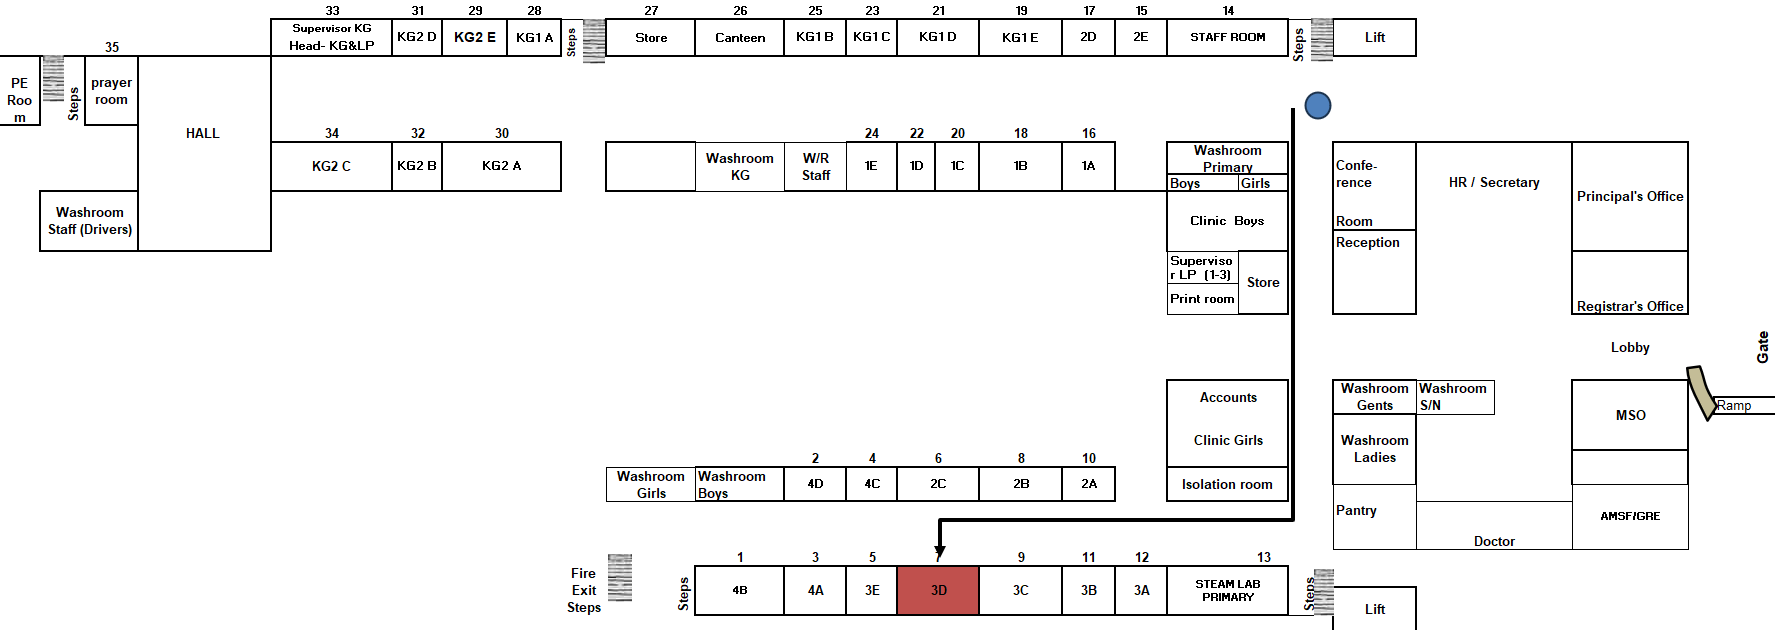 33 31 29 28 27 26 25 23 21 19 17 15 14
Supervisor KG
Head- KG&LP
KG2 D
KG2 E
KG1 A
Steps
Store
Canteen
KG1 B
KG1 C
KG1 D
KG1 E
2D
2E
STAFF ROOM
Steps
Lift
35
PE
Roo
m
Steps
prayer
room
HALL
Washroom
Staff (Drivers)
34 32 30 24 22 20 18 16
KG2 C
KG2 B
KG2 A
Washroom
KG
W/R
Staff
1E
1D
1C
1B
1A
Washroom
Primary
Boys
Girls
Clinic Boys
Superviso
r LP (1-3)
Print room
Store
Confe-
rence
Room
Reception
HR / Secretary
Principal's Office
Registrar's Office
Lobby
Gate
Ramp
Accounts
Clinic Girls
Isolation room
Washroom
Gents
Washroom
S/N
Washroom
Ladies
Pantry
Doctor
MSO
AMSF/GRE
2 4 6 8 10
Washroom
Girls
Washroom
Boys
4D
4C
2C
2B
2A
1 3 5 7 9 11 12 13
Fire
Exit
Steps
Steps
4B
4A
3E
3D
3C
3B
3A
STEAM LAB
PRIMARY
Steps
Lift